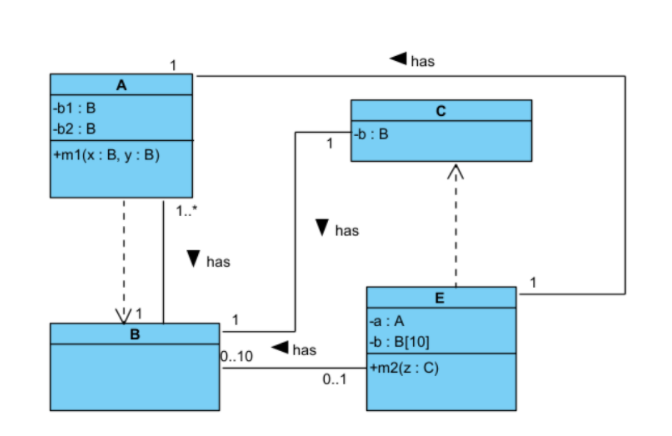 1
has
A
-b1 : B
-b2 : B
+m1(x : B, y : B)
C
-b : B
1
1..*
has
has
1
B
1
0..10
has
0..1
1
E
-a : A
-b : B[10]
+m2(z : C)